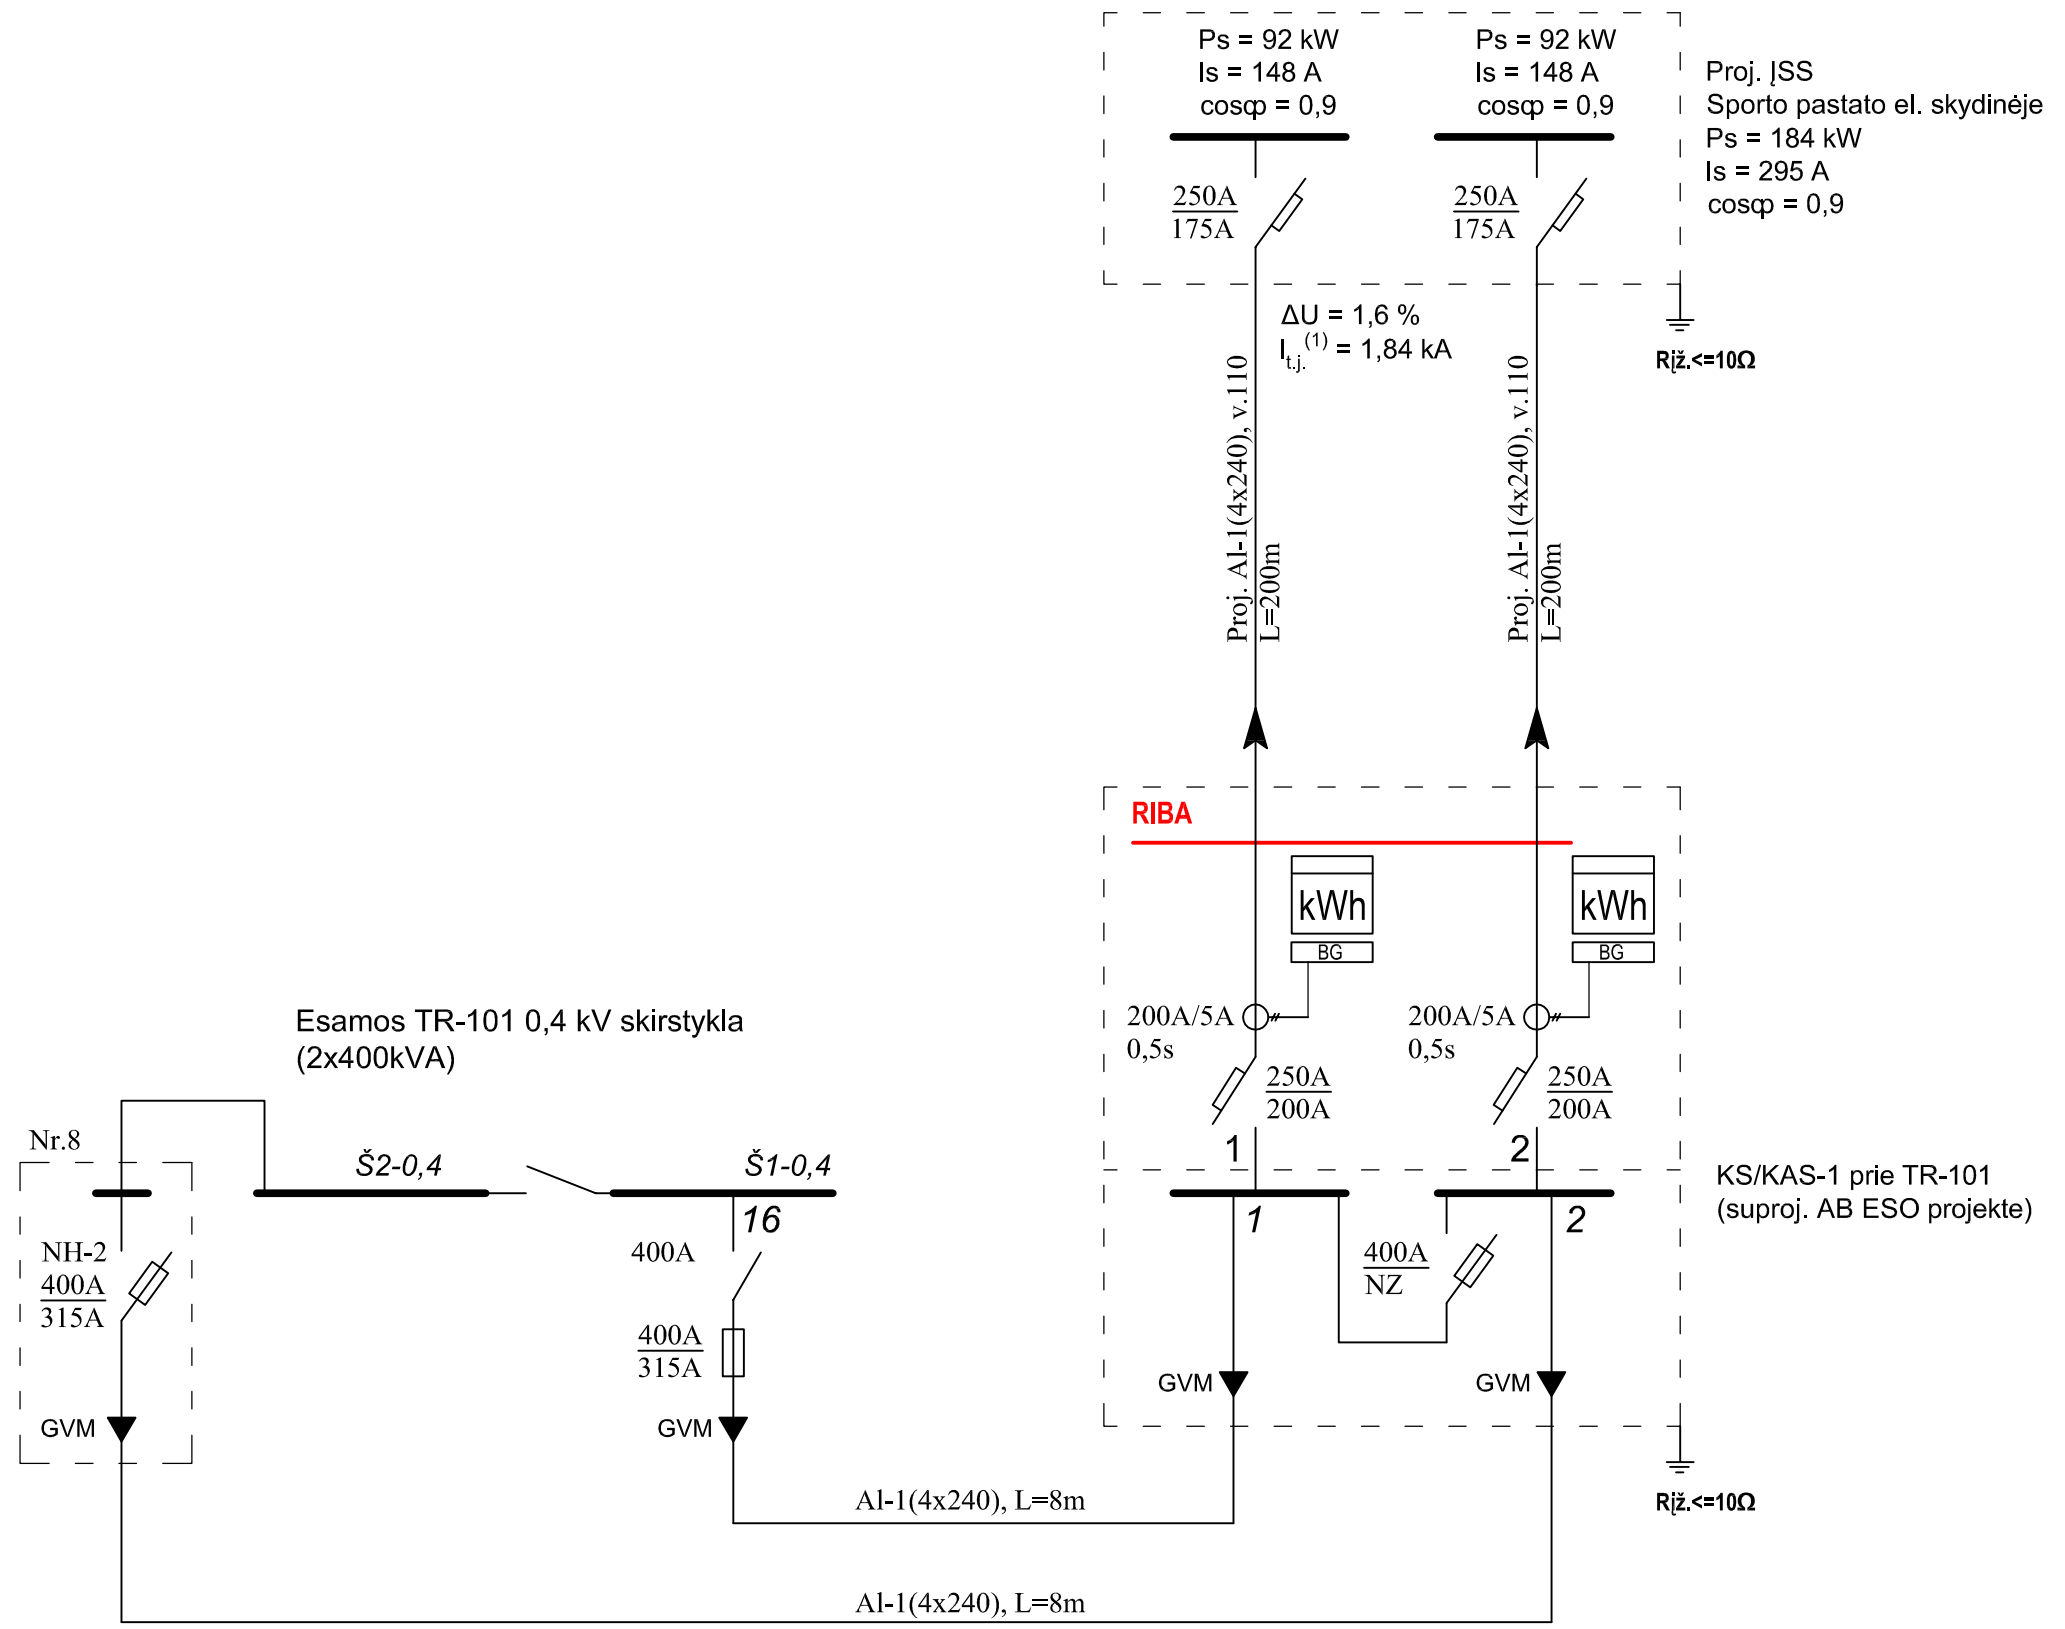 Ps = 92 kW
Is = 148 A
cosφ = 0,9
Ps = 92 kW
Is = 148 A
cosφ = 0,9
Proj. ĮSS
Sporto pastato el. skydinėje
Ps = 184 kW
Is = 295 A
cosφ = 0,9
250A
175A
250A
175A
ΔU = 1,6 %
I t.j. (1) = 1,84 kA
Rįž.<=10Ω
Proj. Al-1(4x240), v.110
L=200m
Proj. Al-1(4x240), v.110
L=200m
RIBA
kWh
BG
kWh
BG
200A/5A
0,5s
200A/5A
0,5s
250A
200A
250A
200A
1
2
Esamos TR-101 0,4 kV skirstykla
(2x400kVA)
Nr.8
Š2-0,4
Š1-0,4
16
1
2
KS/KAS-1 prie TR-101
(suproj. AB ESO projekte)
NH-2
400A
315A
400A
400A
315A
400A
NZ
GVM
GVM
GVM
GVM
Al-1(4x240), L=8m
Rįž.<=10Ω
Al-1(4x240), L=8m